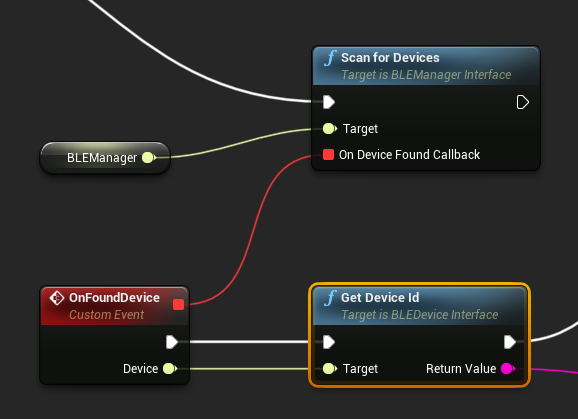 Scan for Devices
Target is BLEManager Interface
Target
BLEManager
On Device Found Callback
OnFoundDevice
Custom Event
Device
Get Device Id
Target is BLEDevice Interface
Target
Return Value